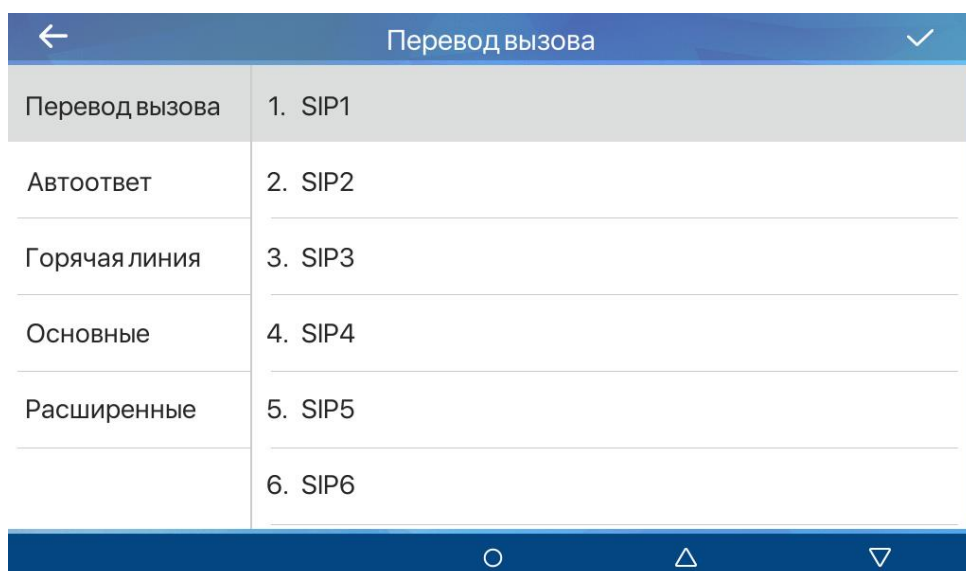 Перевод вызова
Перевод вызова
1. SIP1
Автоответ
2. SIP2
Горячая линия
3. SIP3
Основные
4. SIP4
Расширенные
5. SIP5
6. SIP6